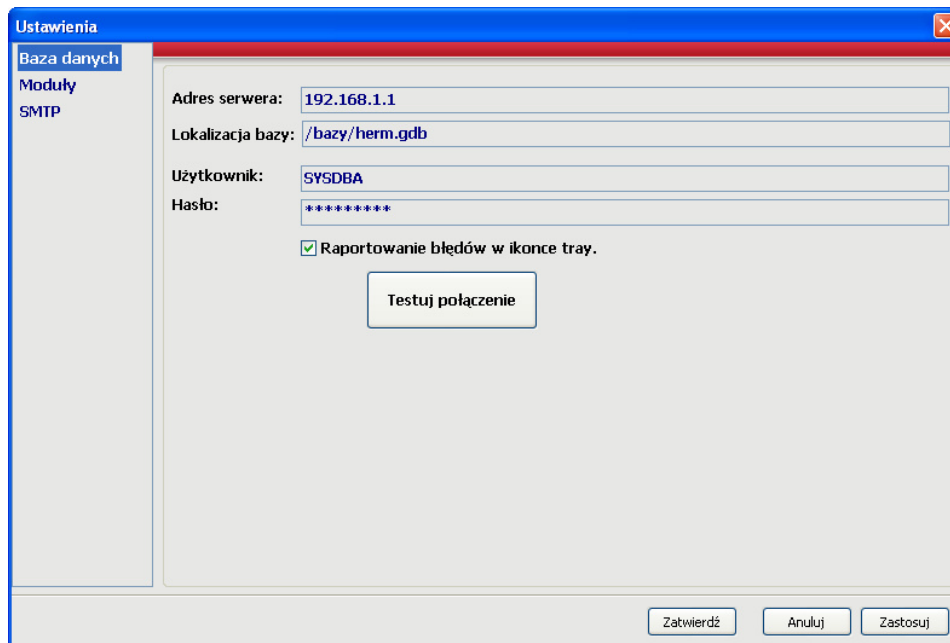 Ustawienia
Baza danych
Moduły
SMTP
Adres serwera: 192.168.1.1
Lokalizacja bazy: /bazy/herm.gdb
Użytkownik: SYSDBA
Hasło: *********
Raportowanie błędów w ikonce tray.
Testuj połączenie
Zatwierdź Anuluj Zastosuj